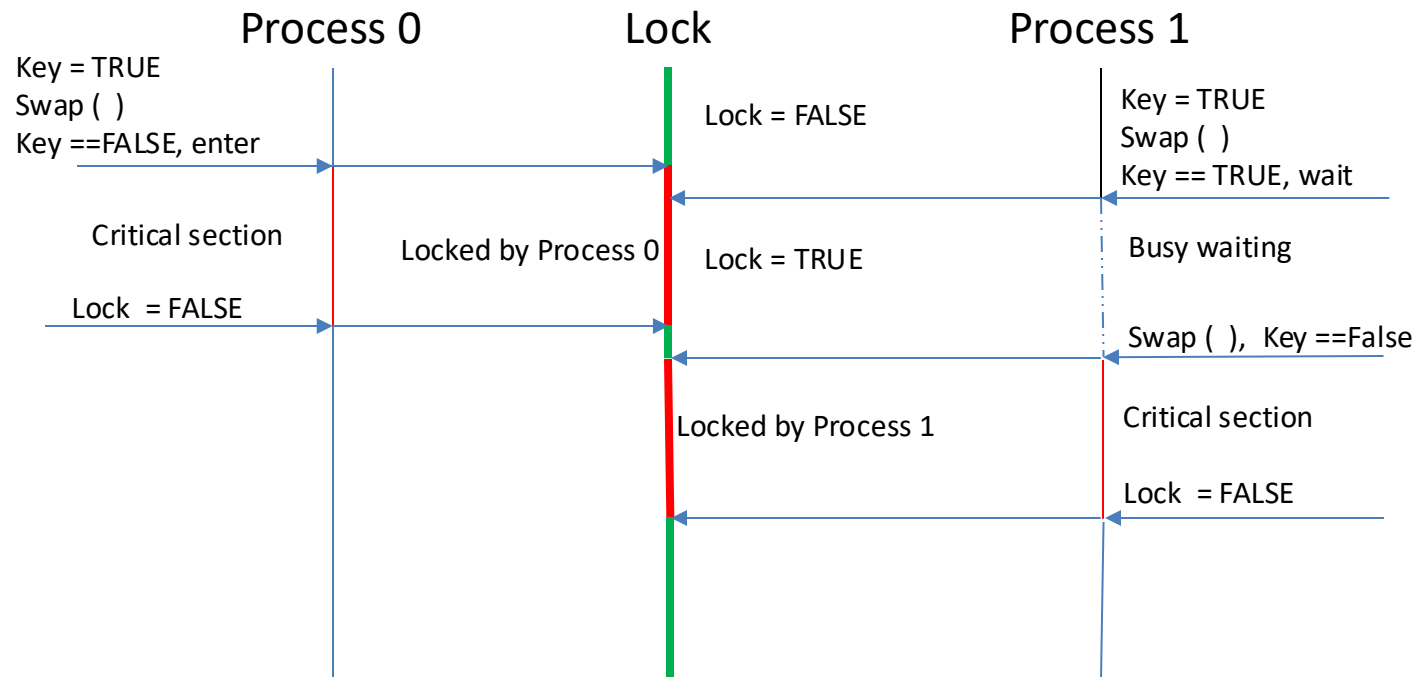 Process 0
Lock
Process 1
Key = TRUE
Swap ( )
Key ==FALSE, enter
Lock = FALSE
Key = TRUE
Swap ( )
Key == TRUE, wait
Critical section
Locked by Process 0
Lock = TRUE
Busy waiting
Lock = FALSE
Swap ( ), Key ==False
Locked by Process 1
Critical section
Lock = FALSE